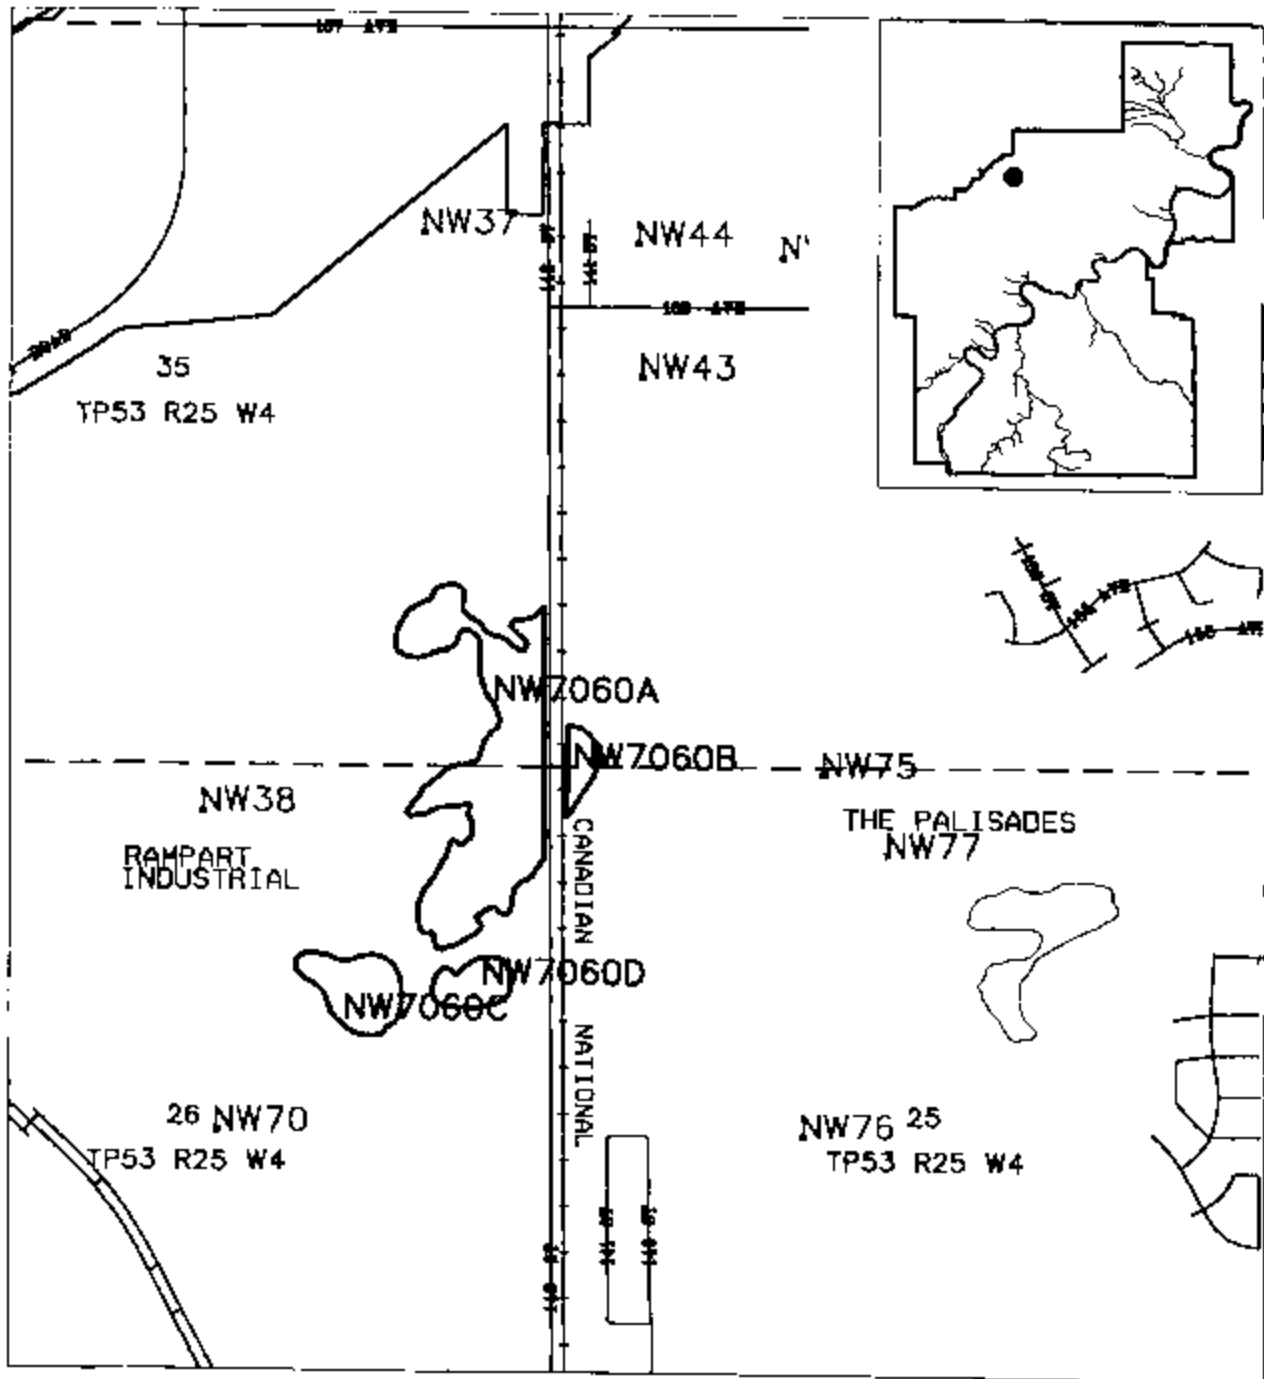 NW37
NW44
N
35
TP53 R25 W4
NW43
NW7060A
NW7060B
NW75
NW38
THE PALISADES
NW77
RAMPART
INDUSTRIAL
CANADIAN NATIONAL
NW7060D
NW7060C
26 NW70
TP53 R25 W4
NW76 25
TP53 R25 W4